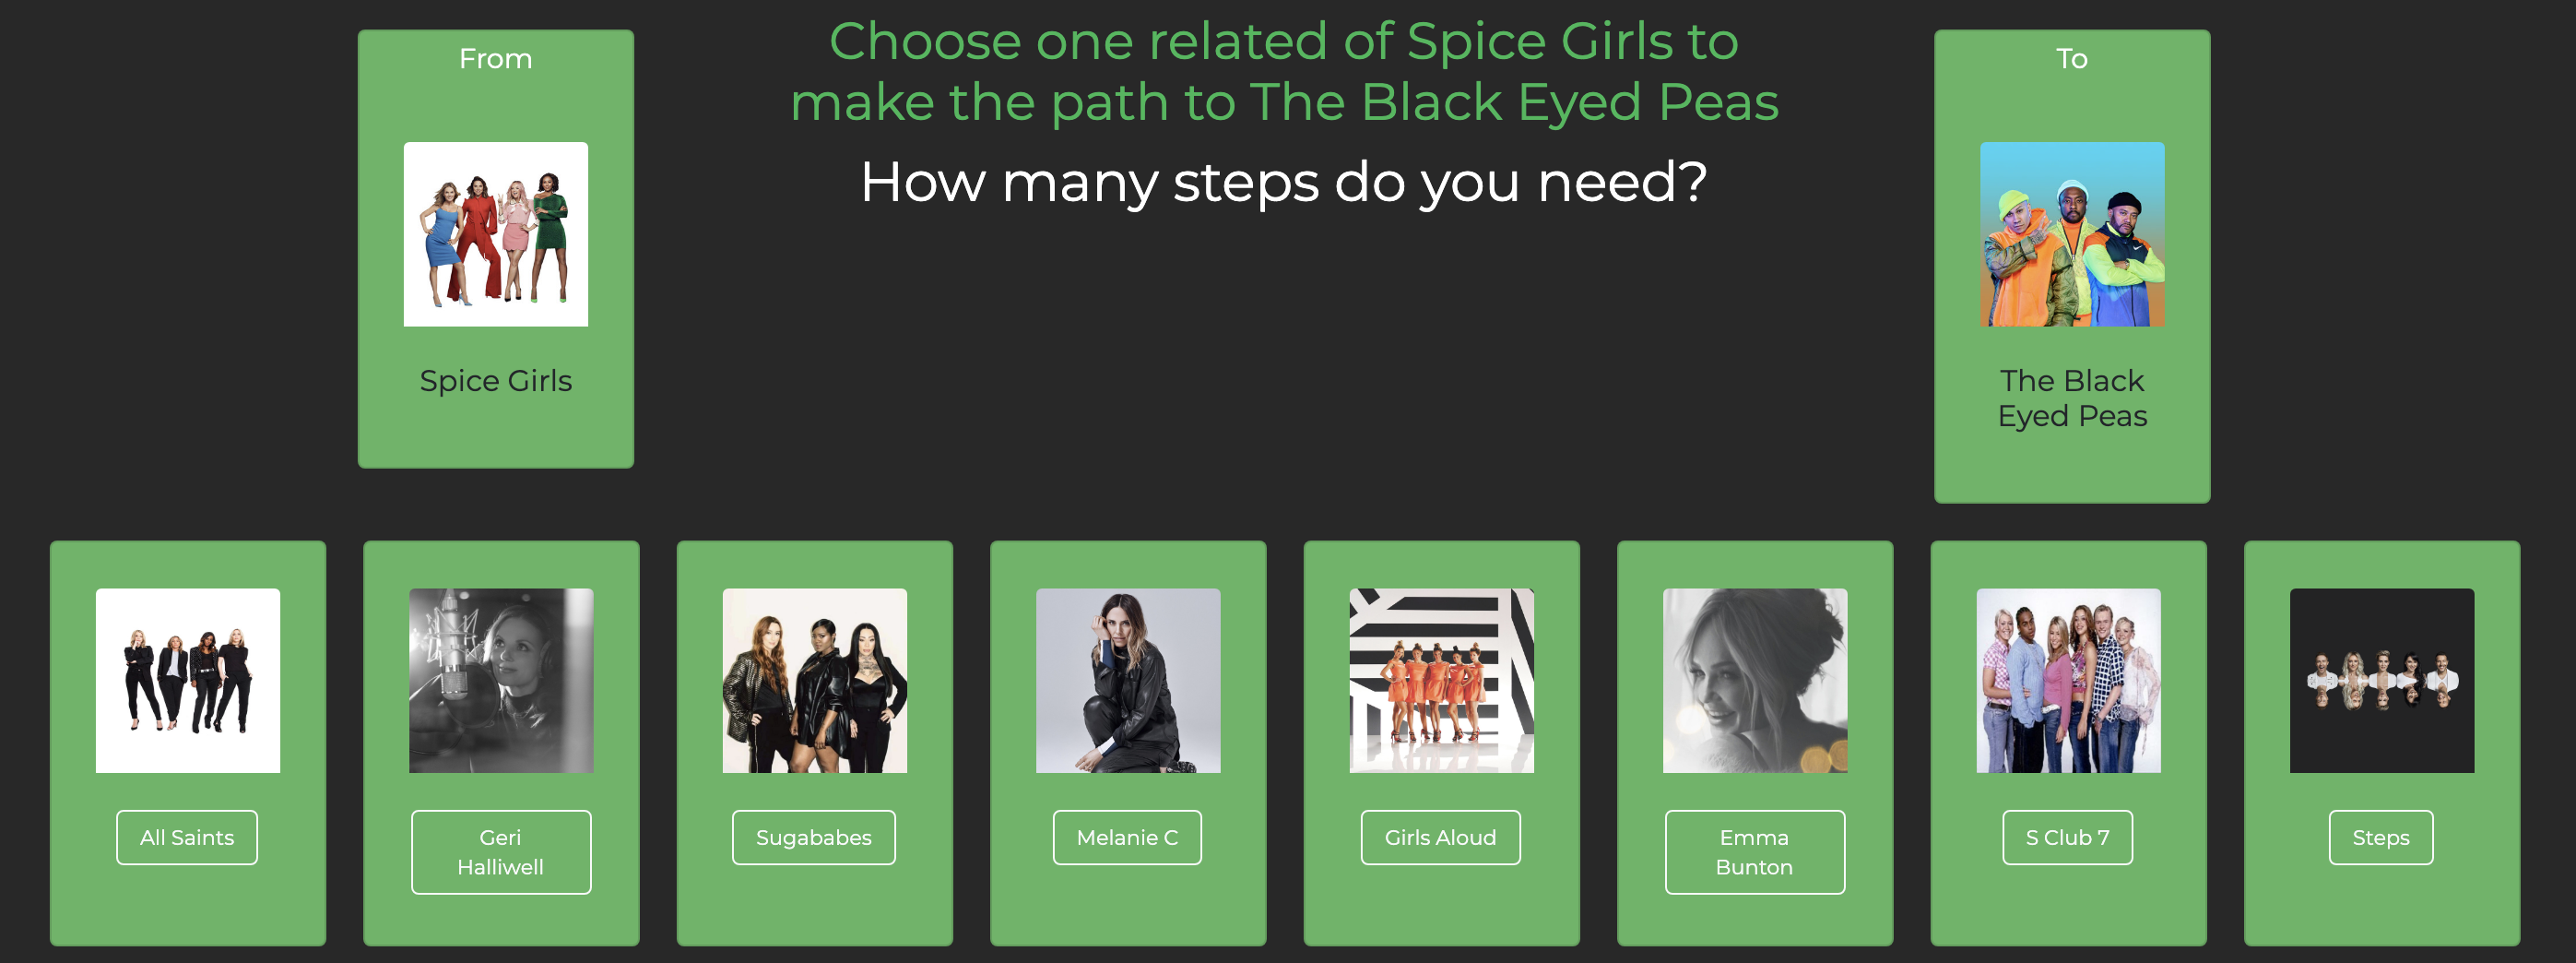 From
Choose one related of Spice Girls to
make the path to The Black Eyed Peas
How many steps do you need?
To
Spice Girls
The Black
Eyed Peas
All Saints
Geri
Halliwell
Sugababes
Melanie C
Girls Aloud
Emma
Bunton
S Club 7
Steps